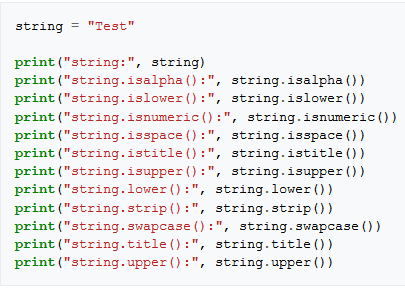 string = "Test"
print("string:", string)
print("string.isalpha():", string.isalpha())
print("string.islower():", string.islower())
print("string.isnumeric():", string.isnumeric())
print("string.isspace():", string.isspace())
print("string.istitle():", string.istitle())
print("string.isupper():", string.isupper())
print("string.lower():", string.lower())
print("string.strip():", string.strip())
print("string.swapcase():", string.swapcase())
print("string.title():", string.title())
print("string.upper():", string.upper())